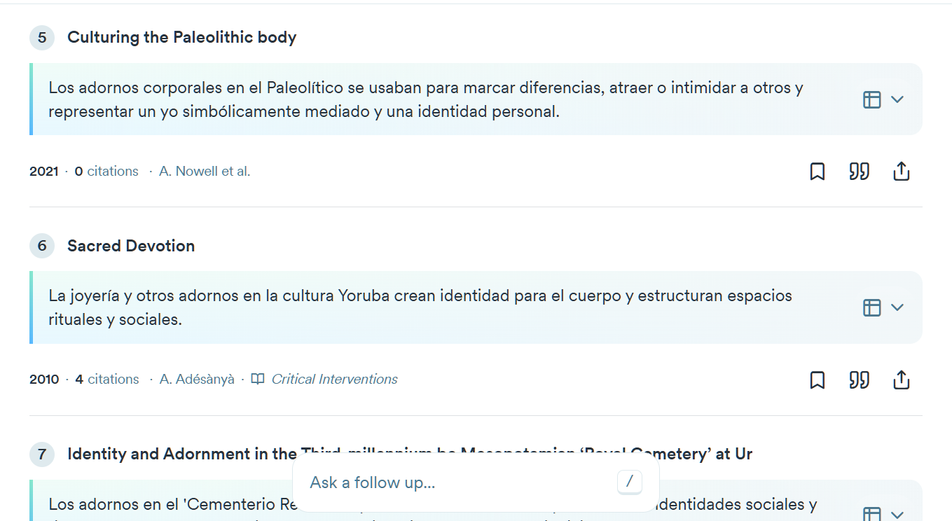 5 Culturing the Paleolithic body
Los adornos corporales en el Paleolítico se usaban para marcar diferencias, atraer o intimidar a otros y
representar un yo simbólicamente mediado y una identidad personal.
2021 · 0 citations · A. Nowell et al.
6 Sacred Devotion
La joyería y otros adornos en la cultura Yoruba crean identidad para el cuerpo y estructuran espacios
rituales y sociales.
2010 · 4 citations · A. Adésànyà · Critical Interventions
7 Identity and Adornment in the Third-millennium bc Mesopotamian ‘Royal Cemetery’ at Ur
Ask a follow up... /
Los adornos en el 'Cementerio identidades sociales y